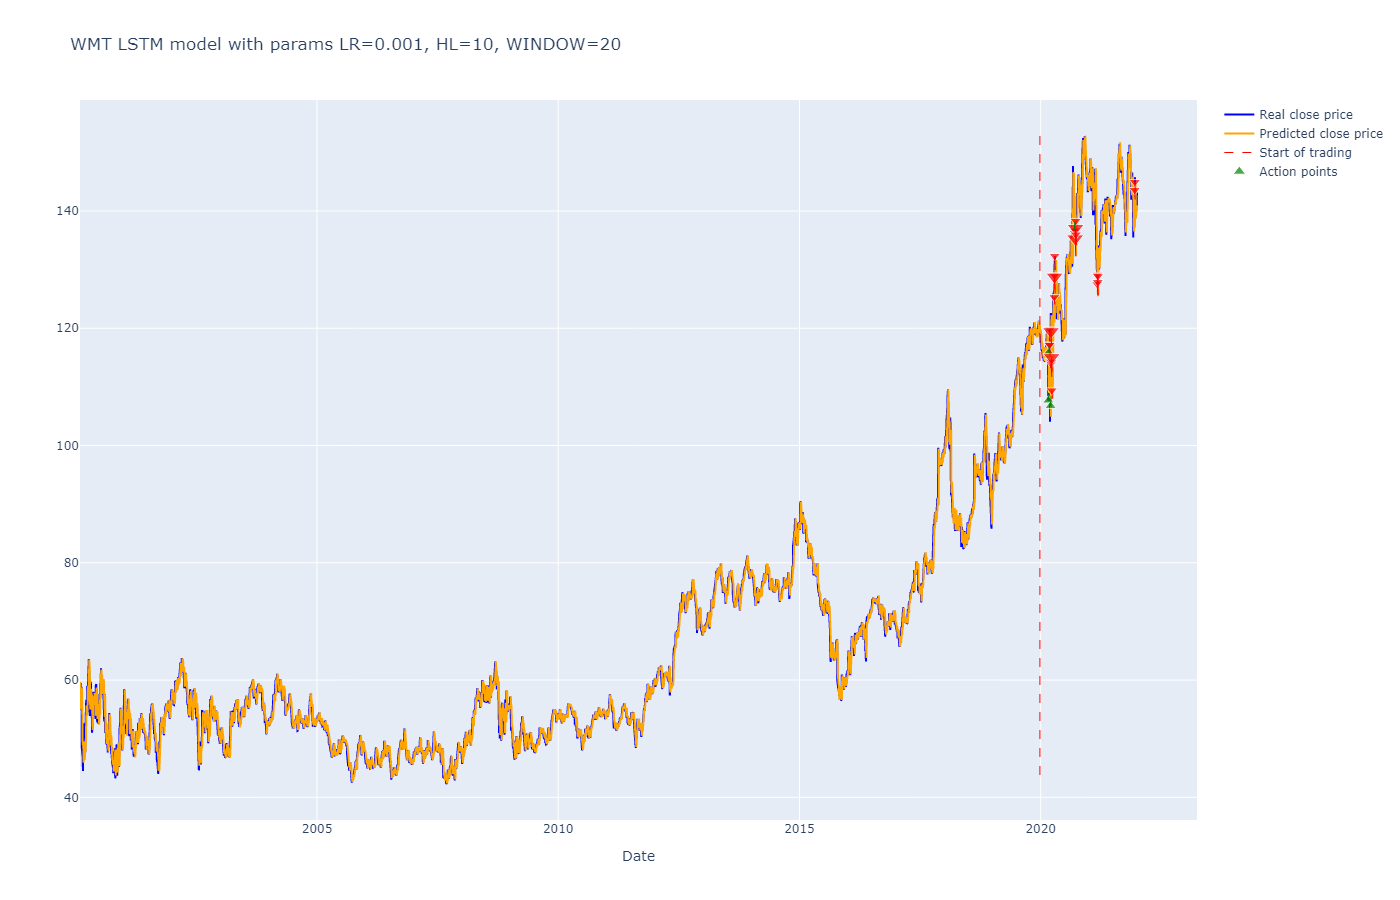 WMT LSTM model with params LR=0.001, HL=10, WINDOW=20
Real close price
Predicted close price
Start of trading
Action points
140
120
100
80
60
40
2005
2010
2015
2020
Date